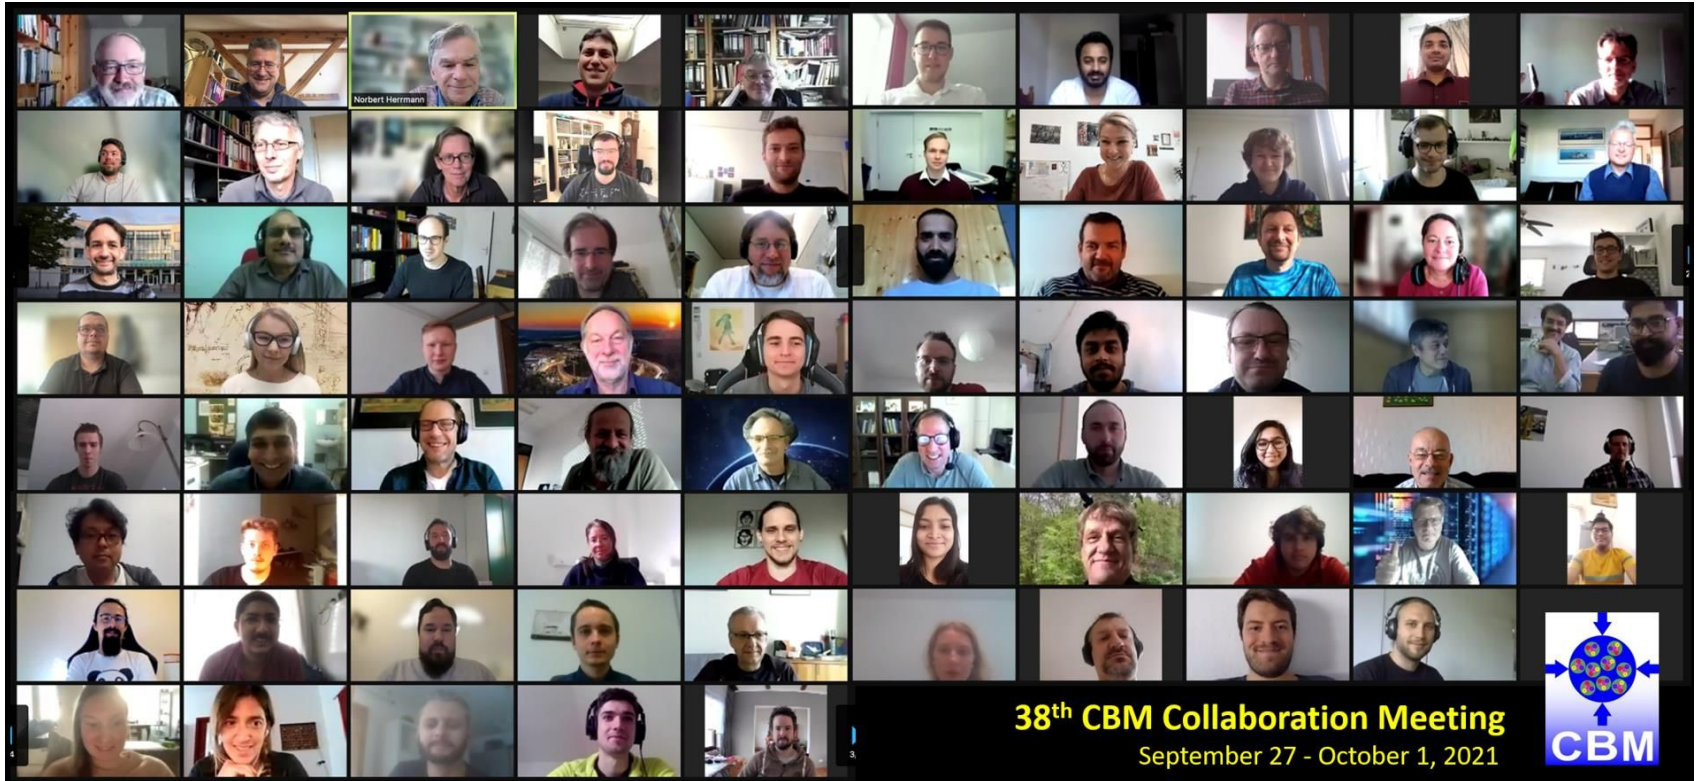 Norbert Herrmann
38th CBM Collaboration Meeting
September 27 - October 1, 2021
CBM